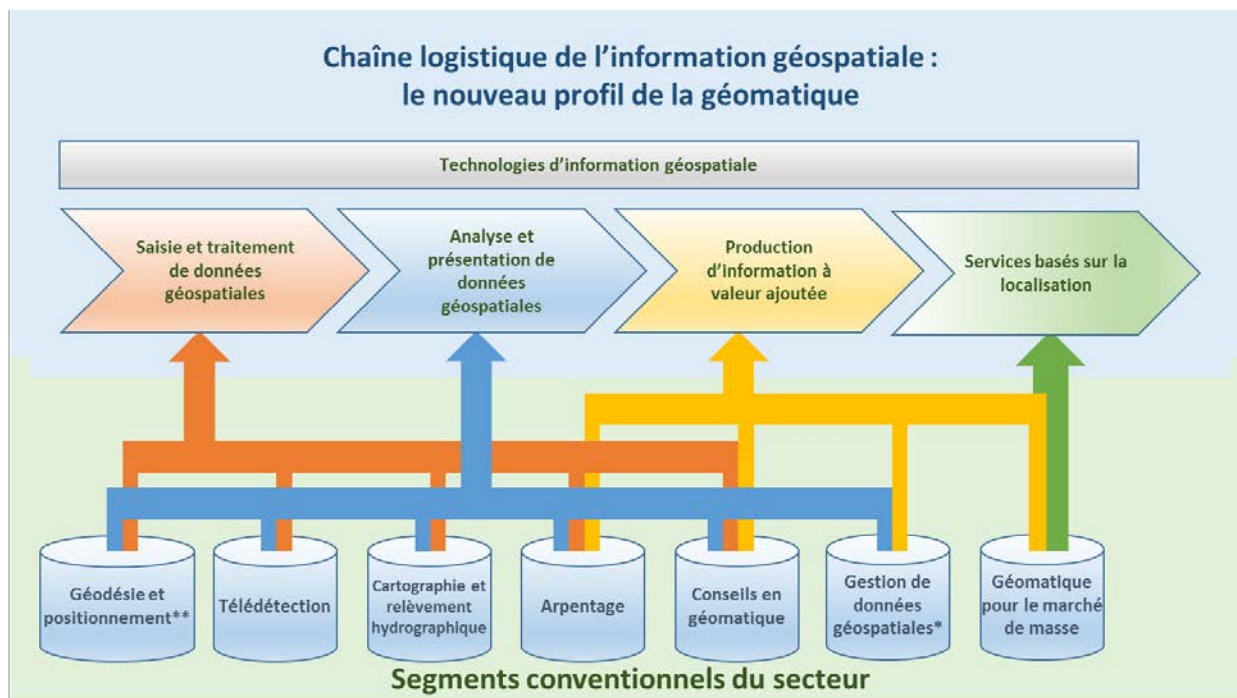 Chaîne logistique de l'information géospatiale :
le nouveau profil de la géomatique
Technologies d'information géospatiale
Saisie et traitement
de données
géospatiales
Analyse et
présentation de
données
géospatiales
Production
d'information à
valeur ajoutée
Services basés sur la
localisation
Géodésie et
positionnement**
Télédétection
Cartographie et
relèvement
hydrographique
Arpentage
Conseils en
géomatique
Gestion de
données
géospatiales*
Géomatique
pour le marché
de masse
Segments conventionnels du secteur